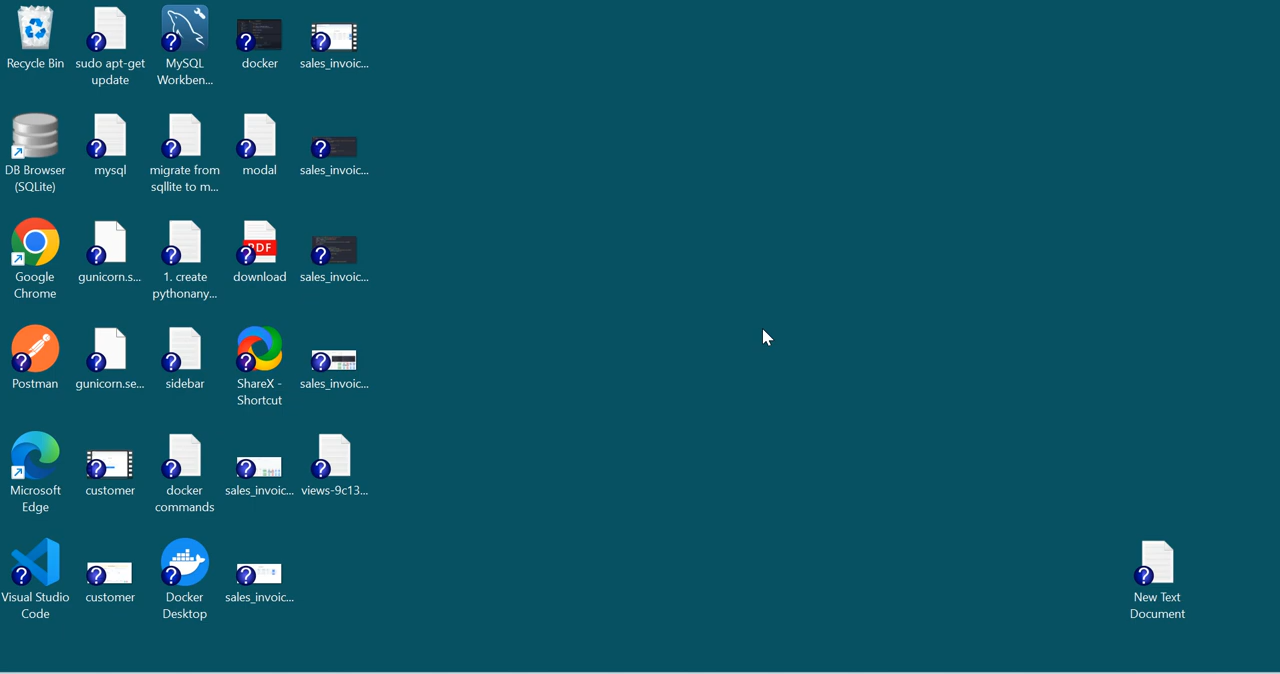 Recycle Bin
sudo apt-get
update
MySQL
Workben...
docker
sales_invoic...
DB Browser
(SQLite)
mysql
migrate from
sqllite to m...
modal
sales_invoic...
Google
Chrome
gunicorn.s...
1. create
pythonany...
PDF
download
sales_invoic...
Postman
gunicorn.se...
sidebar
ShareX -
Shortcut
sales_invoic...
Microsoft
Edge
customer
docker
commands
sales_invoic...
views-9c13...
Visual Studio
Code
customer
Docker
Desktop
sales_invoic...
New Text
Document